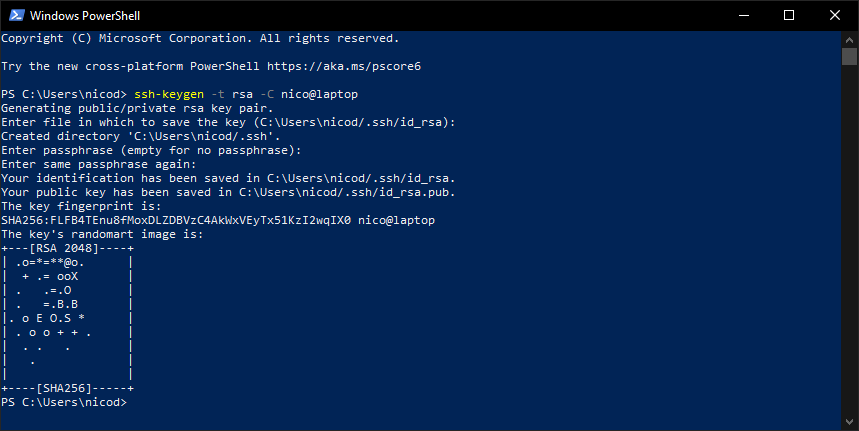 Windows PowerShell
Copyright (C) Microsoft Corporation. All rights reserved.
Try the new cross-platform PowerShell https://aka.ms/pscore6
PS C:\Users\nicod> ssh-keygen -t rsa -C nico@laptop
Generating public/private rsa key pair.
Enter file in which to save the key (C:\Users\nicod/.ssh/id_rsa):
Created directory 'C:\Users\nicod/.ssh'.
Enter passphrase (empty for no passphrase):
Enter same passphrase again:
Your identification has been saved in C:\Users\nicod/.ssh/id_rsa.
Your public key has been saved in C:\Users\nicod/.ssh/id_rsa.pub.
The key fingerprint is:
SHA256:FLFB4TEnu8fMoxDLZDBVzC4AkWxVEyTx51KzI2wqIX0 nico@laptop
The key's randomart image is:
+---[RSA 2048]----+
| .o=*=**@o.      |
|  + .= ooX       |
| .   .=.O        |
| .   =.B.B       |
|. o E O.S *      |
| . o o + + .     |
|  . .   .        |
|   .             |
|                 |
+----[SHA256]-----+
PS C:\Users\nicod>